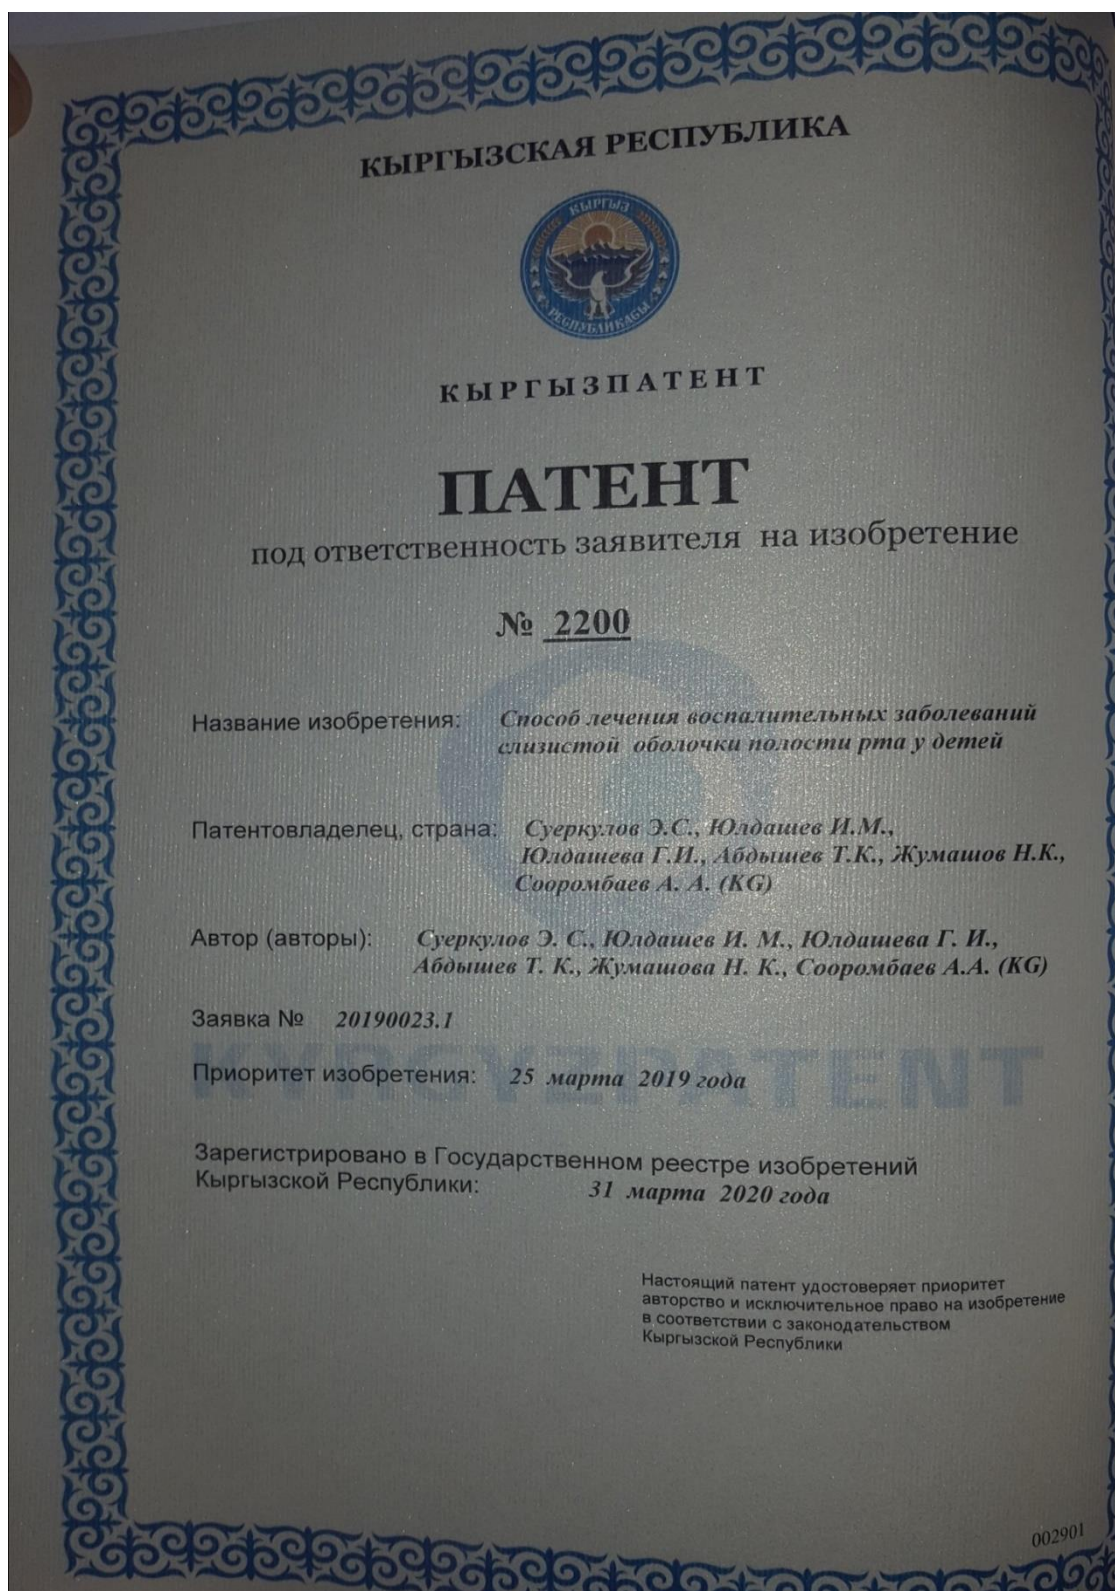 КЫРГЫЗСКАЯ РЕСПУБЛИКА
КЫРГЫЗ
РЕСПУБЛИКАСЫ
КЫРГЫЗПАТЕНТ
ПАТЕНТ
под ответственность заявителя на изобретение
№ 2200
Название изобретения: Способ лечения воспалительных заболеваний
слизистой оболочки полости рта у детей
Патентовладелец, страна: Суеркулов Э.С., Юлдашев И.М.,
Юлдашева Г.И., Абдышев Т.К., Жумашов Н.К.,
Сооромбаев А. А. (KG)
Автор (авторы): Суеркулов Э. С., Юлдашев И. М., Юлдашева Г. И.,
Абдышев Т. К., Жумашова Н. К., Сооромбаев А.А. (KG)
Заявка № 20190023.1
KYRGYZPATENT
Приоритет изобретения: 25 марта 2019 года
Зарегистрировано в Государственном реестре изобретений
Кыргызской Республики: 31 марта 2020 года
Настоящий патент удостоверяет приоритет
авторство и исключительное право на изобретение
в соответствии с законодательством
Кыргызской Республики
002901